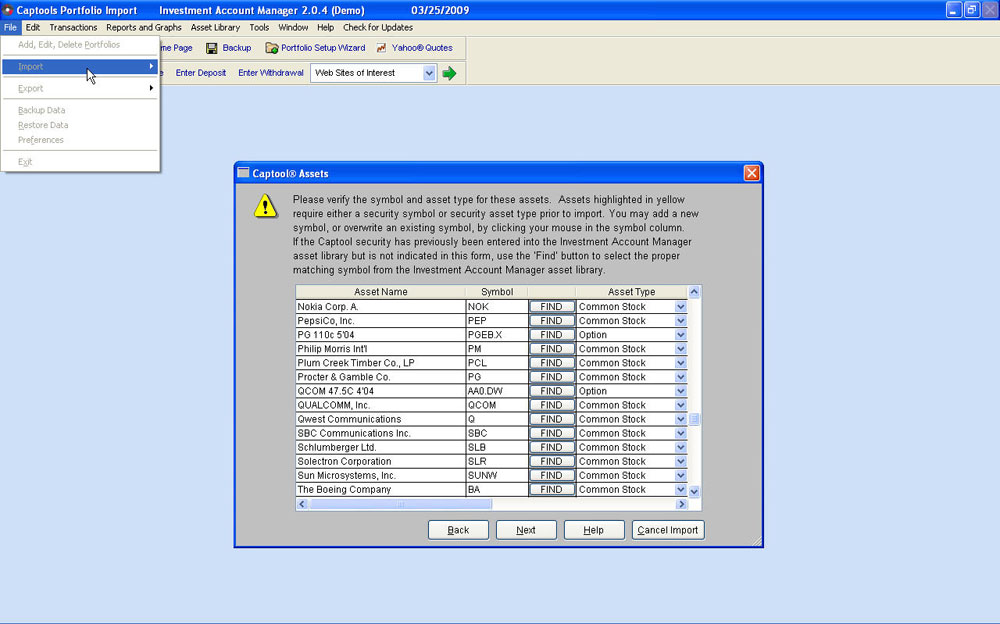 Captools Portfolio Import Investment Account Manager 2.0.4 (Demo) 03/25/2009
File Edit Transactions Reports and Graphs Asset Library Tools Window Help Check for Updates
Add, Edit, Delete Portfolios
Import
Export
Backup Data
Restore Data
Preferences
Exit
me Page Backup Portfolio Setup Wizard Yahoo® Quotes
Enter Deposit Enter Withdrawal Web Sites of Interest
Captool® Assets
Please verify the symbol and asset type for these assets. Assets highlighted in yellow
require either a security symbol or security asset type prior to import. You may add a new
symbol, or overwrite an existing symbol, by clicking your mouse in the symbol column.
If the Captool security has previously been entered into the Investment Account Manager
asset library but is not indicated in this form, use the 'Find' button to select the proper
matching symbol from the Investment Account Manager asset library.
Asset Name Symbol Asset Type
Nokia Corp. A. NOK FIND Common Stock
PepsiCo, Inc. PEP FIND Common Stock
PG 110c 5'04 PGEB.X FIND Option
Philip Morris Int'l PM FIND Common Stock
Plum Creek Timber Co., LP PCL FIND Common Stock
Procter & Gamble Co. PG FIND Common Stock
QCOM 47.5C 4'04 AAO.DW FIND Option
QUALCOMM, Inc. QCOM FIND Common Stock
Qwest Communications Q FIND Common Stock
SBC Communications Inc. SBC FIND Common Stock
Schlumberger Ltd. SLB FIND Common Stock
Solectron Corporation SLR FIND Common Stock
Sun Microsystems, Inc. SUNW FIND Common Stock
The Boeing Company BA FIND Common Stock
Back Next Help Cancel Import